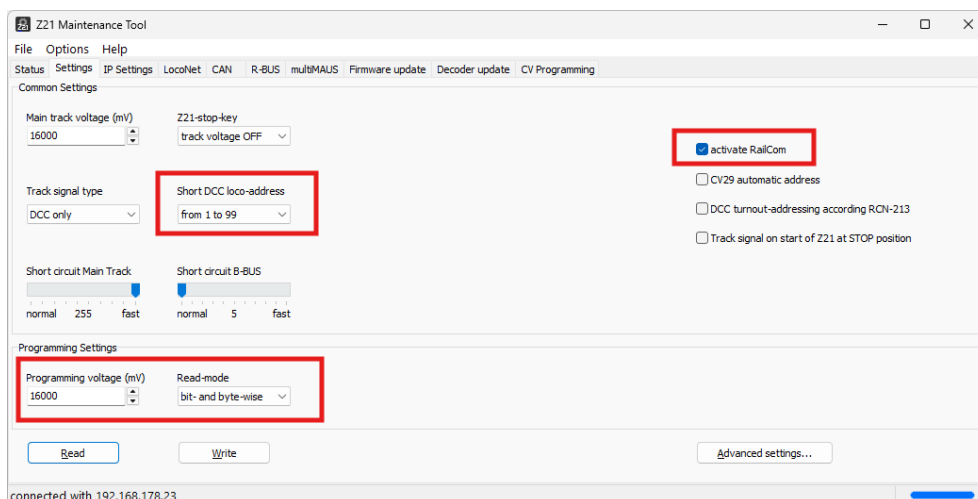 Z21 Maintenance Tool
File Options Help
Status Settings IP Settings LocoNet CAN R-BUS multiMAUS Firmware update Decoder update CV Programming
Common Settings
Main track voltage (mV) Z21-stop-key
16000 track voltage OFF
activate RailCom
CV29 automatic address
Track signal type Short DCC loco-address
DCC only from 1 to 99
DCC turnout-addressing according RCN-213
Track signal on start of Z21 at STOP position
Short circuit Main Track Short circuit B-BUS
normal 255 fast normal 5 fast
Programming Settings
Programming voltage (mV) Read-mode
16000 bit- and byte-wise
Read Write Advanced settings...
connected with 192.168.178.23